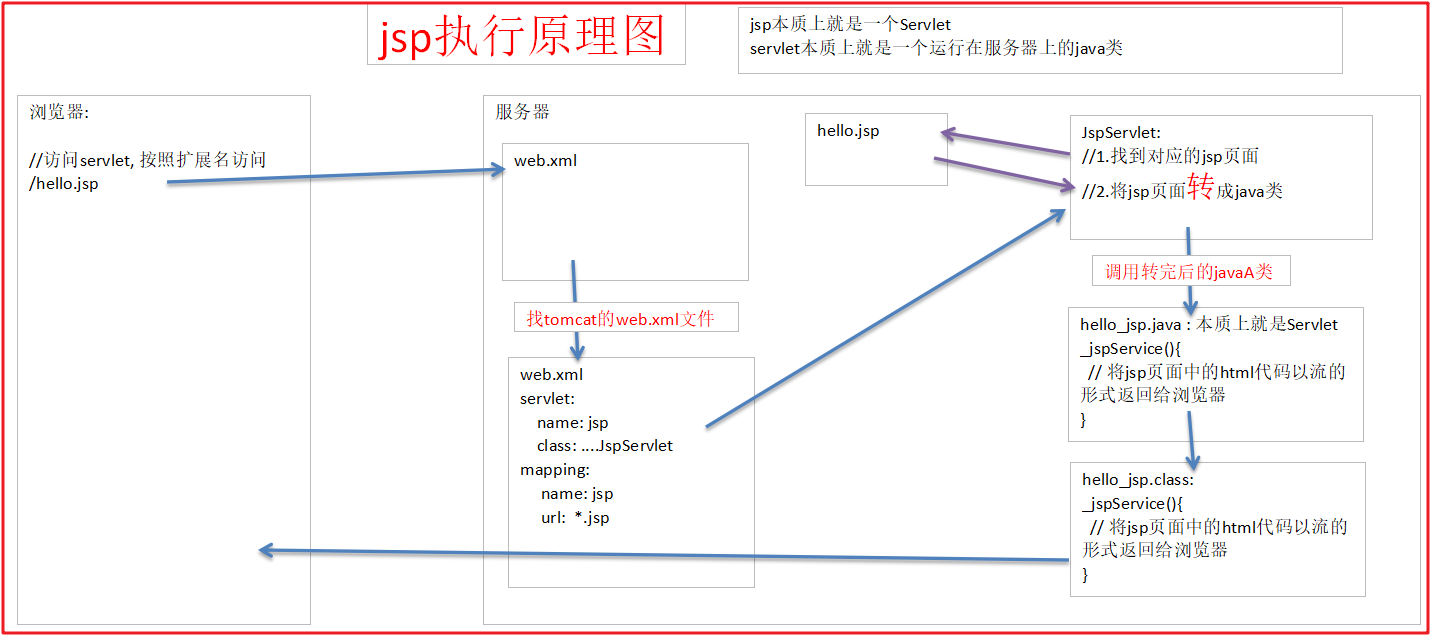 jsp执行原理图
jsp本质上就是一个Servlet
servlet本质上就是一个运行在服务器上的java类
浏览器:
//访问servlet, 按照扩展名访问
/hello.jsp
服务器
web.xml
找tomcat的web.xml文件
web.xml
servlet:
name: jsp
class: ....JspServlet
mapping:
name: jsp
url: *.jsp
hello.jsp
JspServlet:
//1.找到对应的jsp页面
//2.将jsp页面转成java类
调用转完后的javaA类
hello_jsp.java : 本质上就是Servlet
_jspService(){
// 将jsp页面中的html代码以流的
形式返回给浏览器
}
hello_jsp.class:
_jspService(){
// 将jsp页面中的html代码以流的
形式返回给浏览器
}